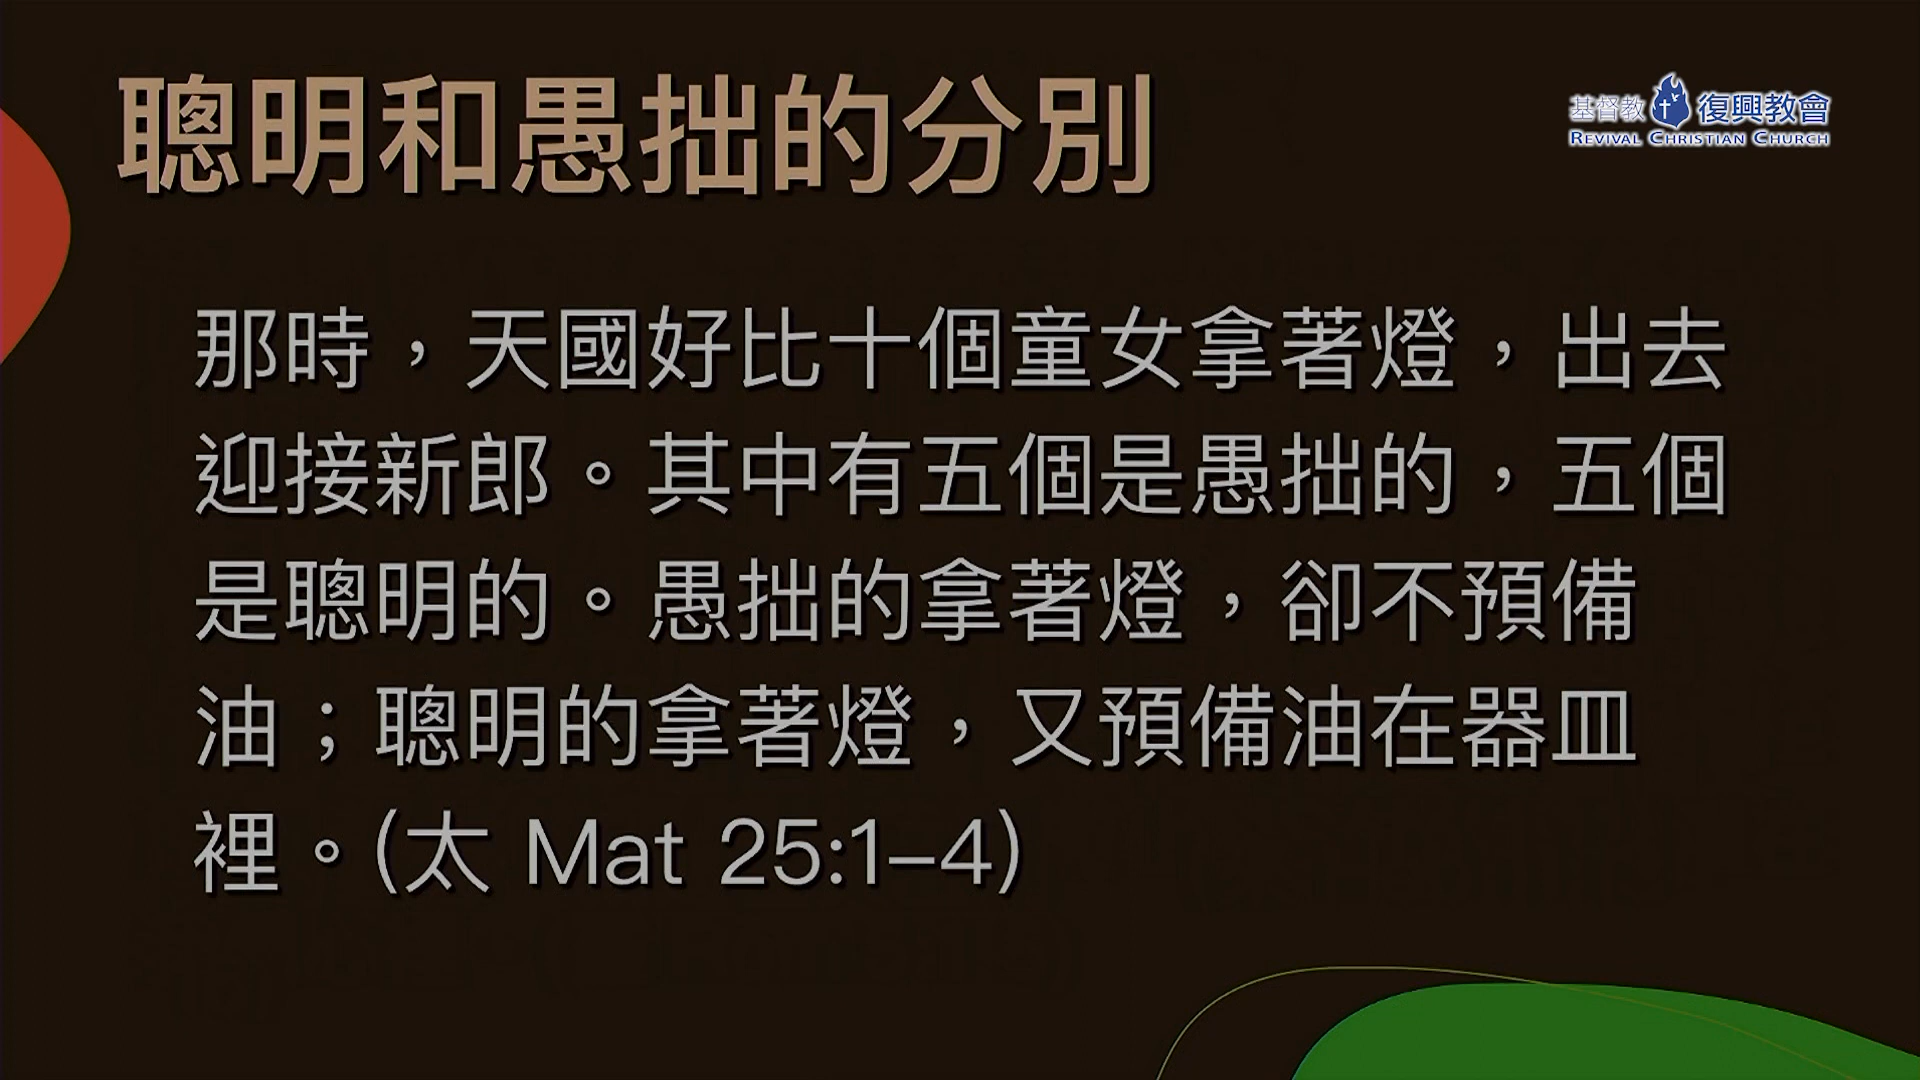 聰明和愚拙的分別
基督教 復興教會
REVIVAL CHRISTIAN CHURCH
那時，天國好比十個童女拿著燈，出去
迎接新郎。其中有五個是愚拙的，五個
是聰明的。愚拙的拿著燈，卻不預備
油；聰明的拿著燈，又預備油在器皿
裡。(太 Mat 25:1–4)